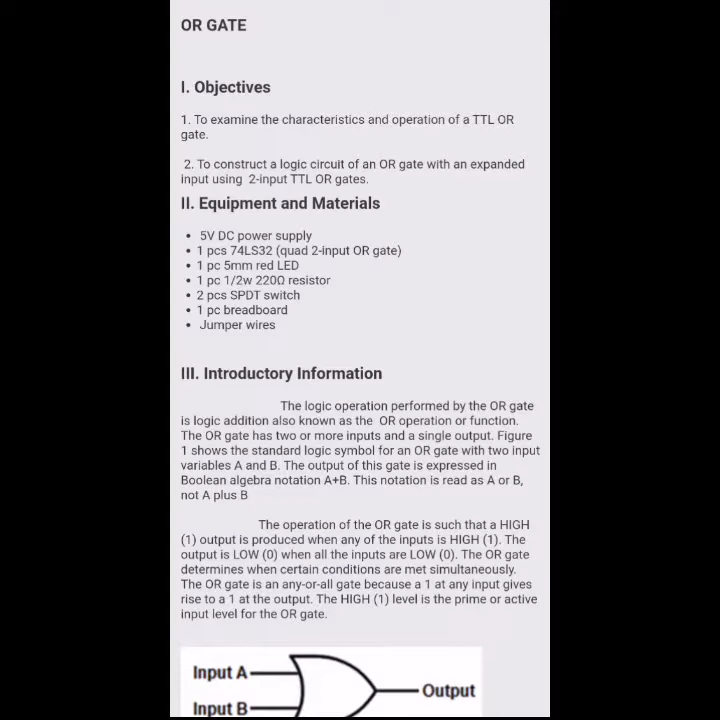 OR GATE
I. Objectives
1. To examine the characteristics and operation of a TTL OR
gate.
2. To construct a logic circuit of an OR gate with an expanded
input using 2-input TTL OR gates.
II. Equipment and Materials
• 5V DC power supply
• 1 pcs 74LS32 (quad 2-input OR gate)
• 1 pc 5mm red LED
• 1 pc 1/2w 220Ω resistor
• 2 pcs SPDT switch
• 1 pc breadboard
• Jumper wires
III. Introductory Information
The logic operation performed by the OR gate
is logic addition also known as the OR operation or function.
The OR gate has two or more inputs and a single output. Figure
1 shows the standard logic symbol for an OR gate with two input
variables A and B. The output of this gate is expressed in
Boolean algebra notation A+B. This notation is read as A or B,
not A plus B
The operation of the OR gate is such that a HIGH
(1) output is produced when any of the inputs is HIGH (1). The
output is LOW (0) when all the inputs are LOW (0). The OR gate
determines when certain conditions are met simultaneously.
The OR gate is an any-or-all gate because a 1 at any input gives
rise to a 1 at the output. The HIGH (1) level is the prime or active
input level for the OR gate.
Input A
Output
Input B